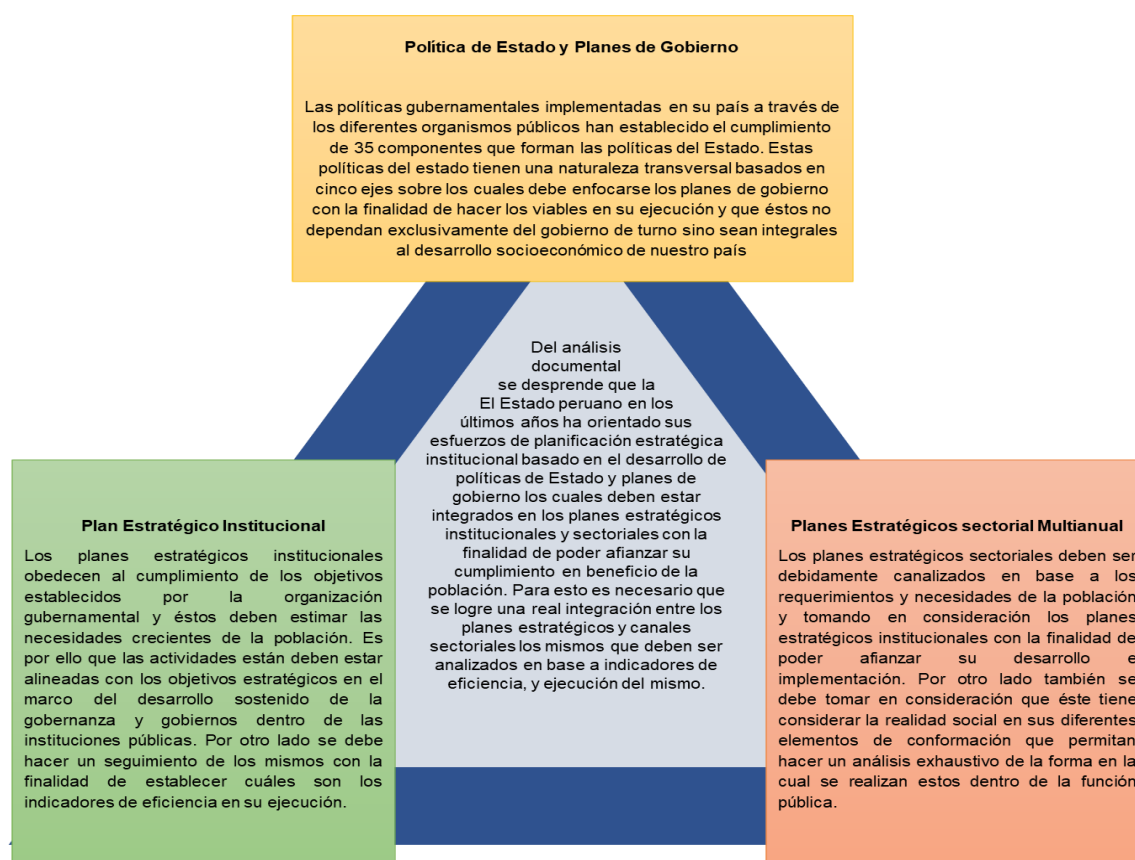 Política de Estado y Planes de Gobierno
Las políticas gubernamentales implementadas en su país a través de
los diferentes organismos públicos han establecido el cumplimiento
de 35 componentes que forman las políticas del Estado. Estas
políticas del estado tienen una naturaleza transversal basados en
cinco ejes sobre los cuales debe enfocarse los planes de gobierno
con la finalidad de hacer los viables en su ejecución y que éstos no
dependan exclusivamente del gobierno de turno sino sean integrales
al desarrollo socioeconómico de nuestro país
Del análisis
documental
se desprende que la
El Estado peruano en los
últimos años ha orientado sus
esfuerzos de planificación estratégica
institucional basado en el desarrollo de
políticas de Estado y planes de
gobierno los cuales deben estar
integrados en los planes estratégicos
institucionales y sectoriales con la
finalidad de poder afianzar su
cumplimiento en beneficio de la
población. Para esto es necesario que
se logre una real integración entre los
planes estratégicos y canales
sectoriales los mismos que deben ser
analizados en base a indicadores de
eficiencia, y ejecución del mismo.
Plan Estratégico Institucional
Los planes estratégicos institucionales
obedecen al cumplimiento de los objetivos
establecidos por la organización
gubernamental y éstos deben estimar las
necesidades crecientes de la población. Es
por ello que las actividades están deben estar
alineadas con los objetivos estratégicos en el
marco del desarrollo sostenido de la
gobernanza y gobiernos dentro de las
instituciones públicas. Por otro lado se debe
hacer un seguimiento de los mismos con la
finalidad de establecer cuáles son los
indicadores de eficiencia en su ejecución.
Planes Estratégicos sectorial Multianual
Los planes estratégicos sectoriales deben ser
debidamente canalizados en base a los
requerimientos y necesidades de la población
y tomando en consideración los planes
estratégicos institucionales con la finalidad de
poder afianzar su desarrollo e
implementación. Por otro lado también se
debe tomar en consideración que éste tiene
considerar la realidad social en sus diferentes
elementos de conformación que permitan
hacer un análisis exhaustivo de la forma en la
cual se realizan estos dentro de la función
pública.